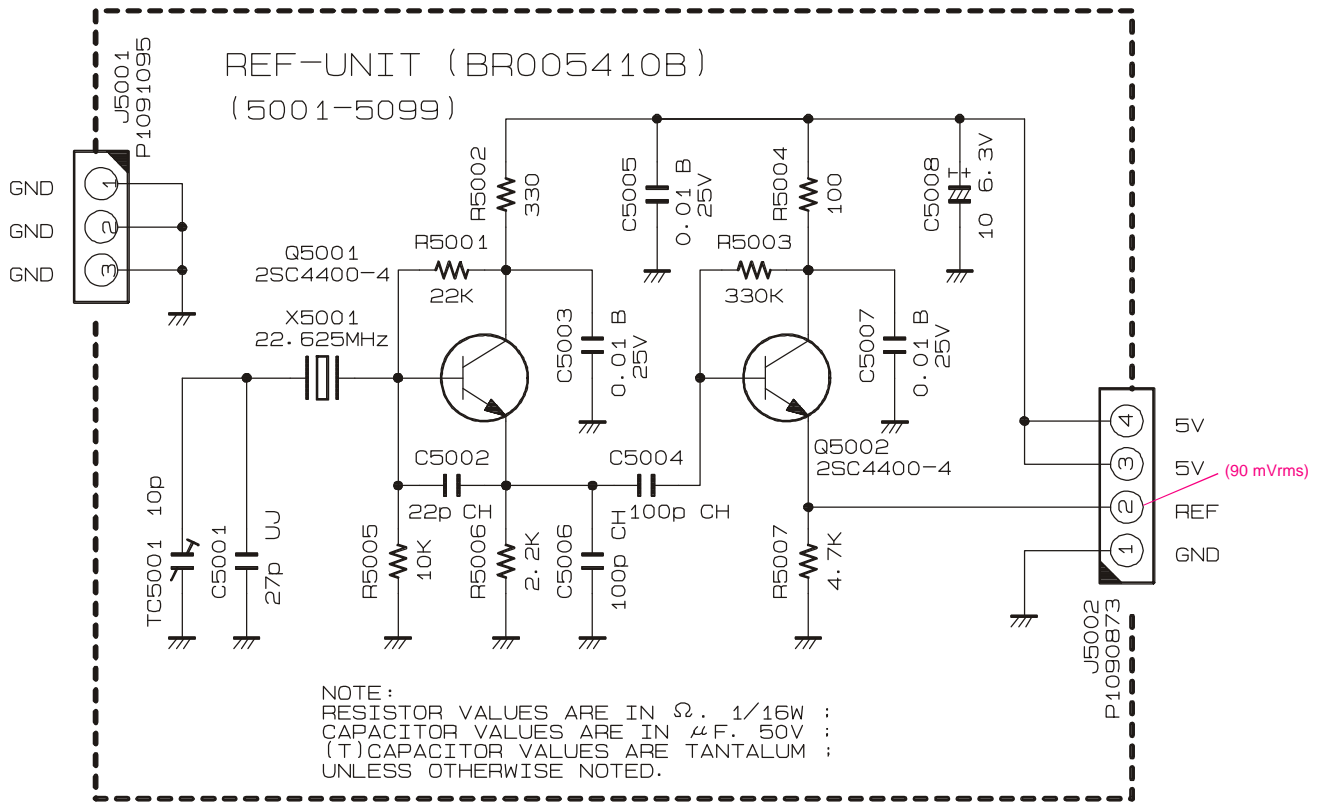 REF-UNIT (BR005410B)
(5001-5099)
J5001
P1091095
GND
1
GND
2
GND
3
R5002
330
C5005
0.01 B
25V
R5004
100
C5008
T+
10 6.3V
Q5001
2SC4400-4
R5001
22K
R5003
330K
X5001
22.625MHz
C5003
0.01 B
25V
C5007
0.01 B
25V
Q5002
2SC4400-4
C5002
22p CH
C5004
100p CH
TC5001 10p
C5001
27p UJ
R5005
10K
R5006
2.2K
C5006
100p CH
R5007
4.7K
4
5V
3
5V
(90 mVrms)
2
REF
1
GND
J5002
P1090873
NOTE:
RESISTOR VALUES ARE IN Ω. 1/16W ;
CAPACITOR VALUES ARE IN μF. 50V ;
(T)CAPACITOR VALUES ARE TANTALUM ;
UNLESS OTHERWISE NOTED.